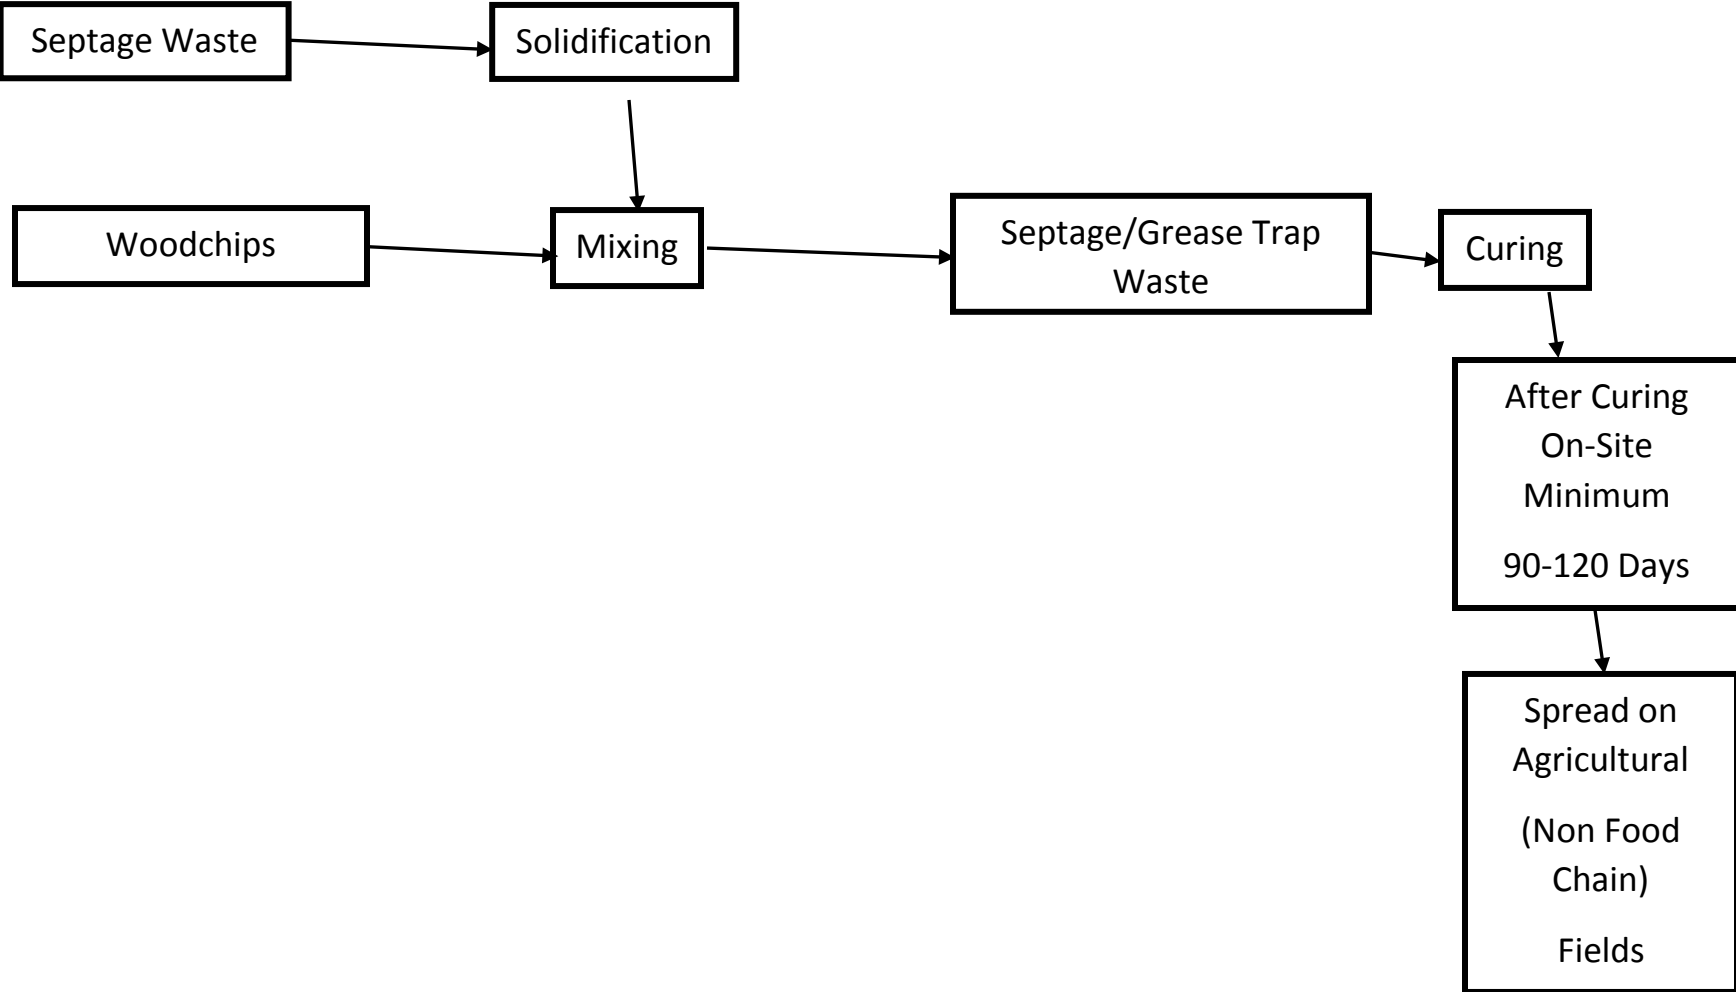 Septage Waste
Solidification
Woodchips
Mixing
Septage/Grease Trap
Waste
Curing
After Curing
On-Site
Minimum
90-120 Days
Spread on
Agricultural
(Non Food
Chain)
Fields